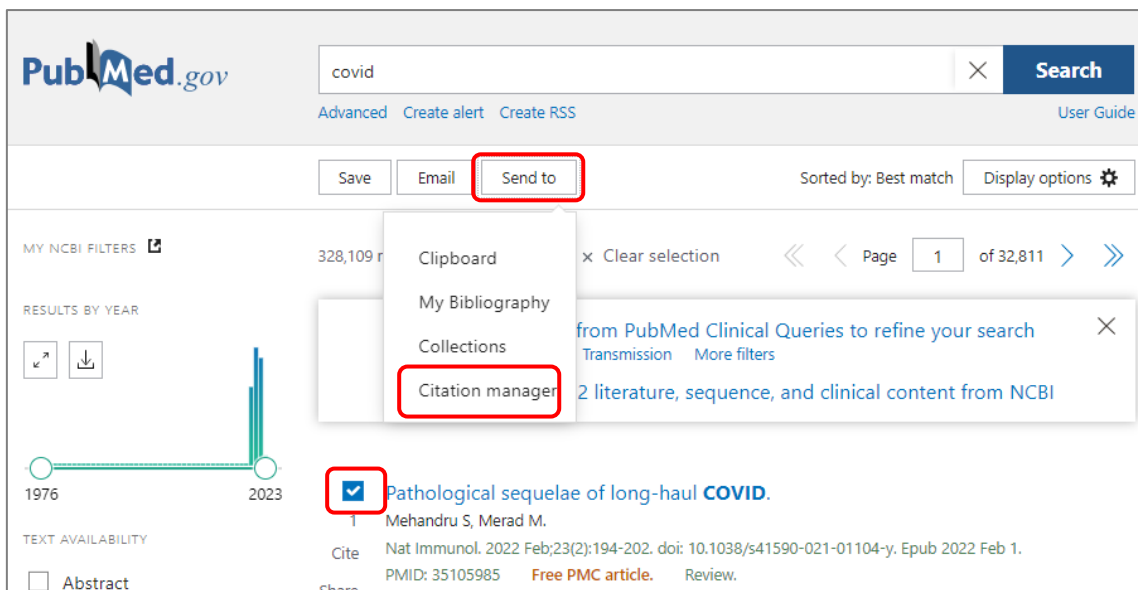 PubMed.gov
covid
Search
Advanced Create alert Create RSS
User Guide
Save Email Send to
Sorted by: Best match Display options
MY NCBI FILTERS
328,109
Clipboard
× Clear selection
Page 1 of 32,811
My Bibliography
RESULTS BY YEAR
from PubMed Clinical Queries to refine your search
Collections
Transmission More filters
Citation manager
2 literature, sequence, and clinical content from NCBI
1976 2023
Pathological sequelae of long-haul COVID.
1
Mehandru S, Merad M.
TEXT AVAILABILITY
Cite
Nat Immunol. 2022 Feb;23(2):194-202. doi: 10.1038/s41590-021-01104-y. Epub 2022 Feb 1.
PMID: 35105985 Free PMC article. Review.
Abstract
Share